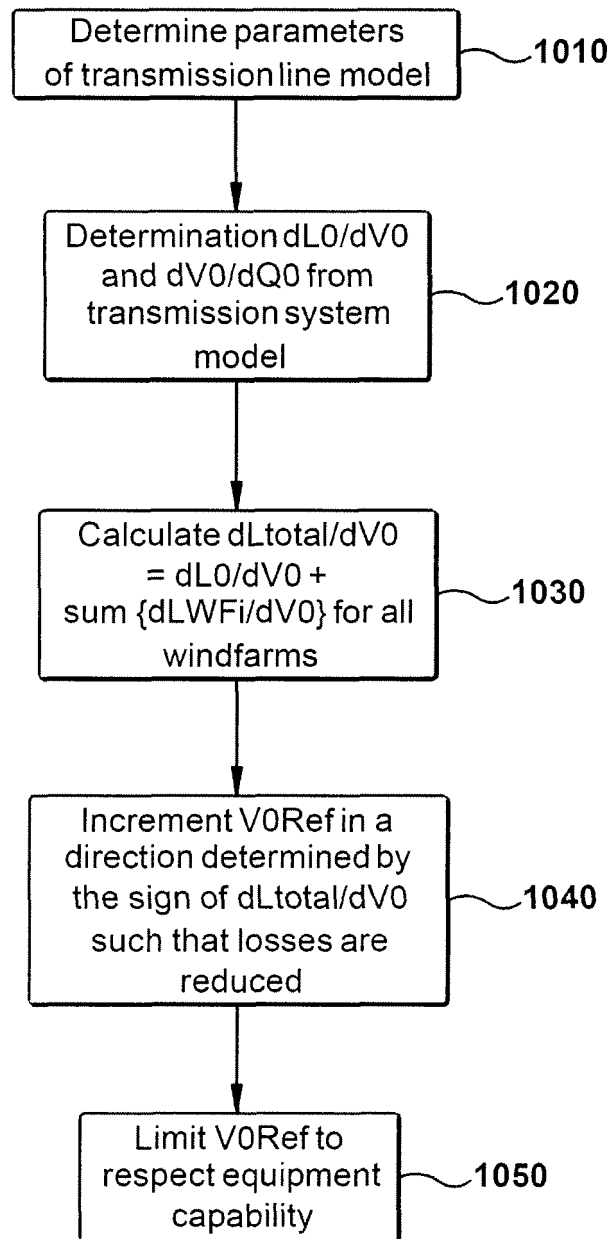 Determine parameters
of transmission line model
1010
Determination dL0/dV0
and dV0/dQ0 from
transmission system
model
1020
Calculate dLtotal/dV0
= dL0/dV0 +
sum {dLWFi/dV0} for all
windfarms
1030
Increment V0Ref in a
direction determined by
the sign of dLtotal/dV0
such that losses are
reduced
1040
Limit V0Ref to
respect equipment
capability
1050